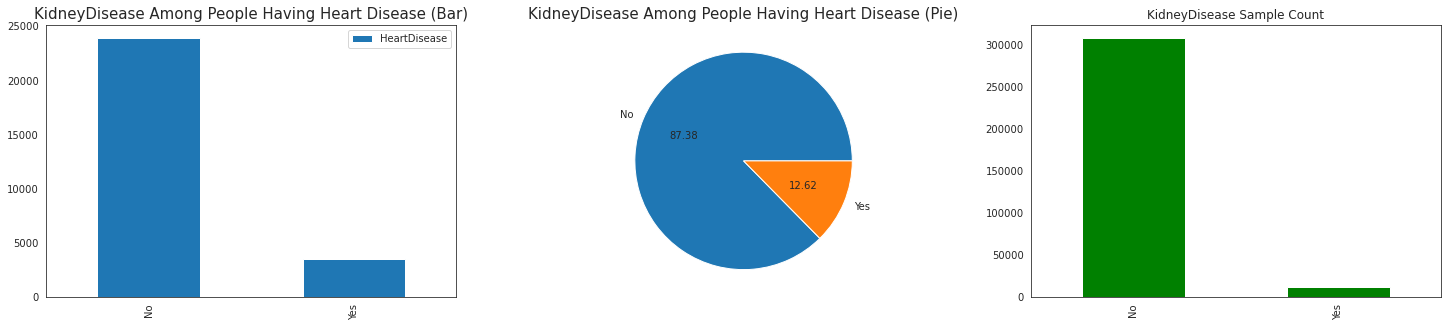 KidneyDisease Among People Having Heart Disease (Bar)
25000
20000
15000
10000
5000
0
HeartDisease
No
Yes
KidneyDisease Among People Having Heart Disease (Pie)
No
87.38
12.62
Yes
KidneyDisease Sample Count
300000
250000
200000
150000
100000
50000
0
No
Yes